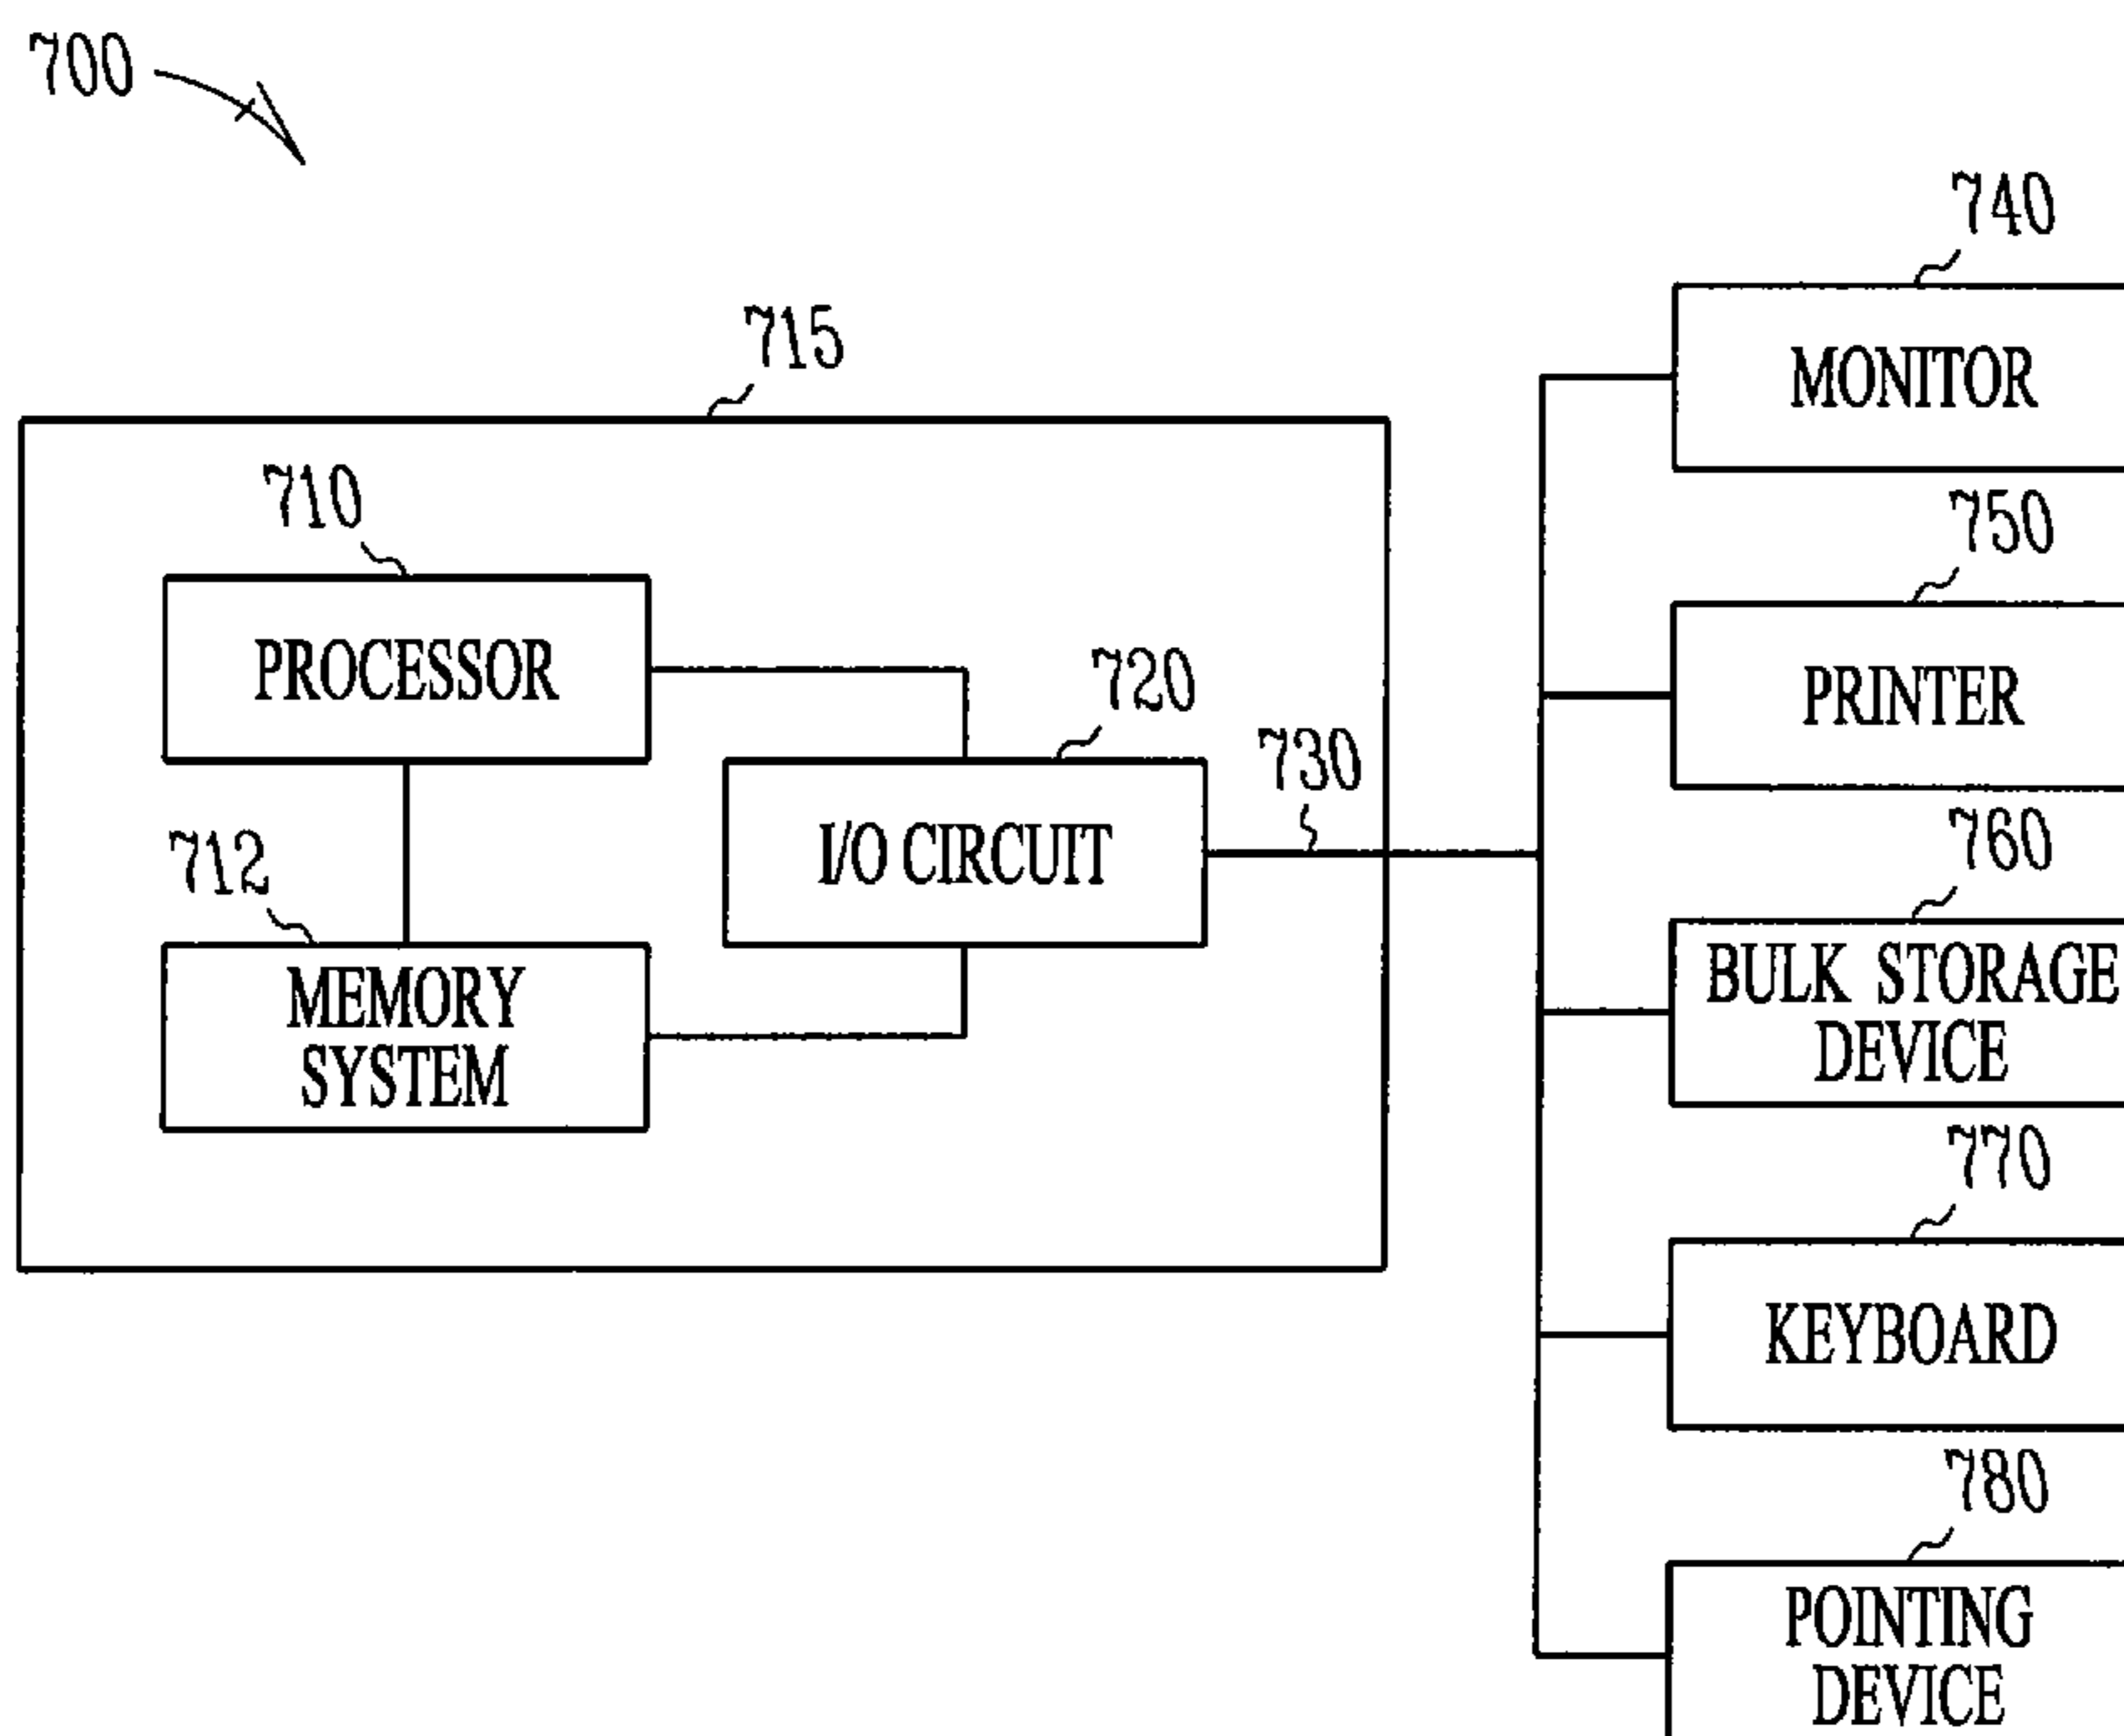 700
740
715
MONITOR
710
750
PROCESSOR
720
PRINTER
730
712
I/O CIRCUIT
760
MEMORY
SYSTEM
BULK STORAGE
DEVICE
770
KEYBOARD
780
POINTING
DEVICE